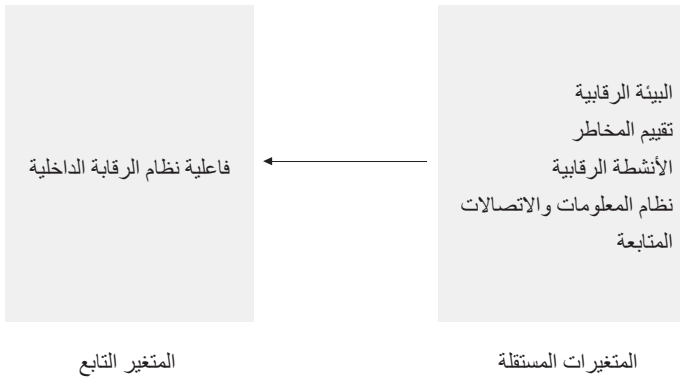 البيئة الرقابية
تقييم المخاطر
الأنشطة الرقابية
نظام المعلومات والاتصالات
المتابعة
فاعلية نظام الرقابة الداخلية
المتغيرات المستقلة
المتغير التابع